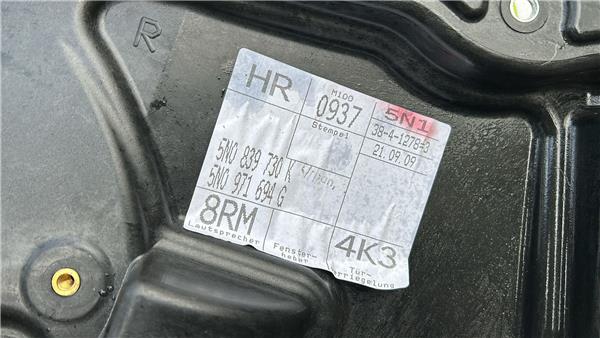 R
HR
M100
0937
Stempel
5N1
38-4-1278#3
21.09.09
5N0 839 730 K
5N0 971 694 G
8RM
Lautsprecher
Fenster-
heber
4K3
Tür-
rriegelung